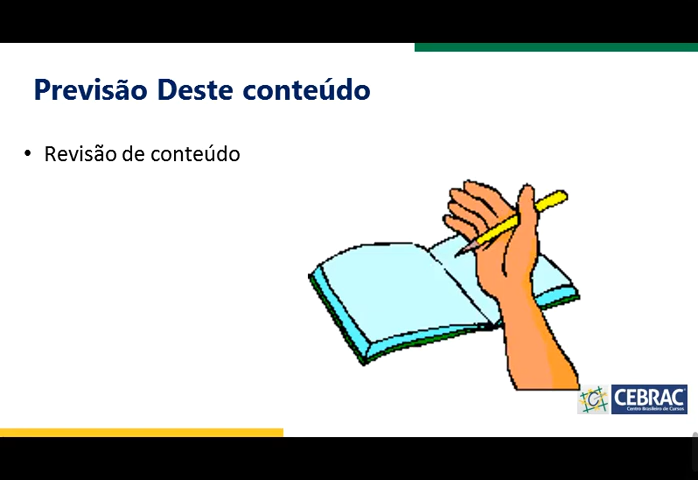 Previsão Deste conteúdo
• Revisão de conteúdo
CEBRAC
Centro Brasileiro de Cursos